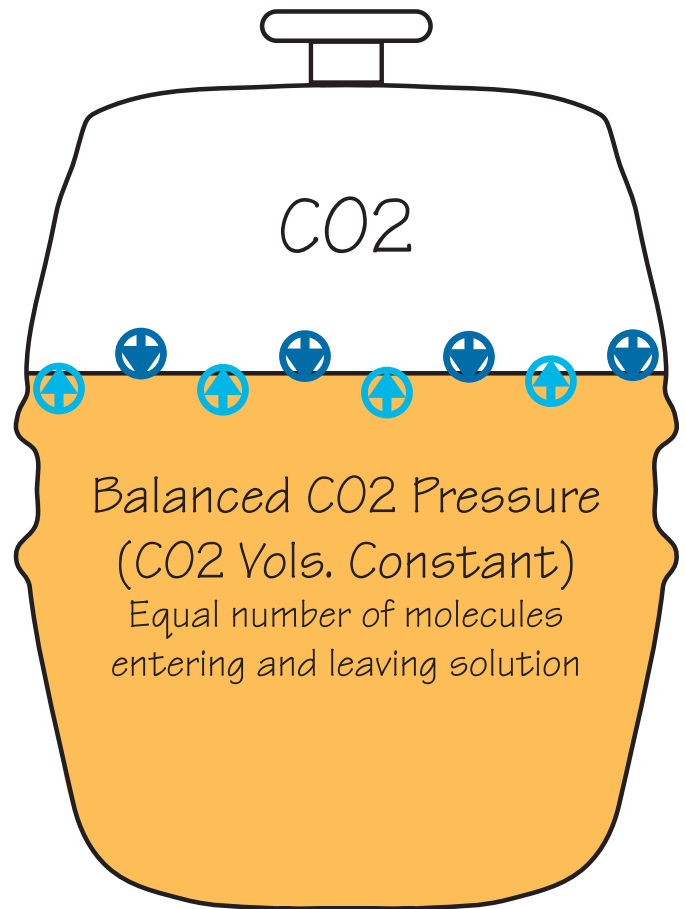 CO2
Balanced CO2 Pressure
(CO2 Vols. Constant)
Equal number of molecules
entering and leaving solution